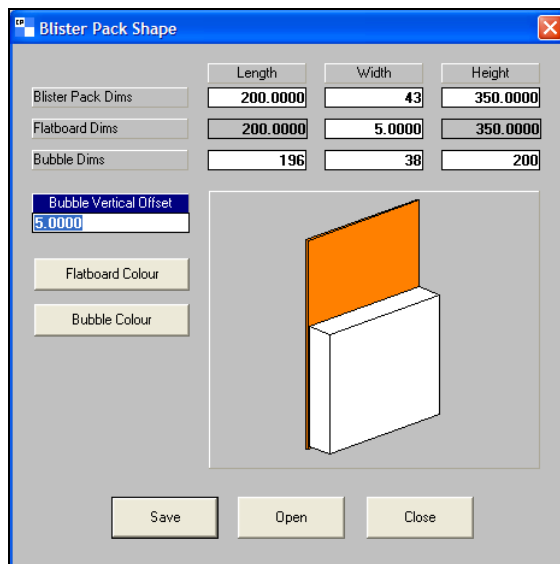 CP Blister Pack Shape
Length Width Height
Blister Pack Dims 200.0000 43 350.0000
Flatboard Dims 200.0000 5.0000 350.0000
Bubble Dims 196 38 200
Bubble Vertical Offset
5.0000
Flatboard Colour
Bubble Colour
Save Open Close